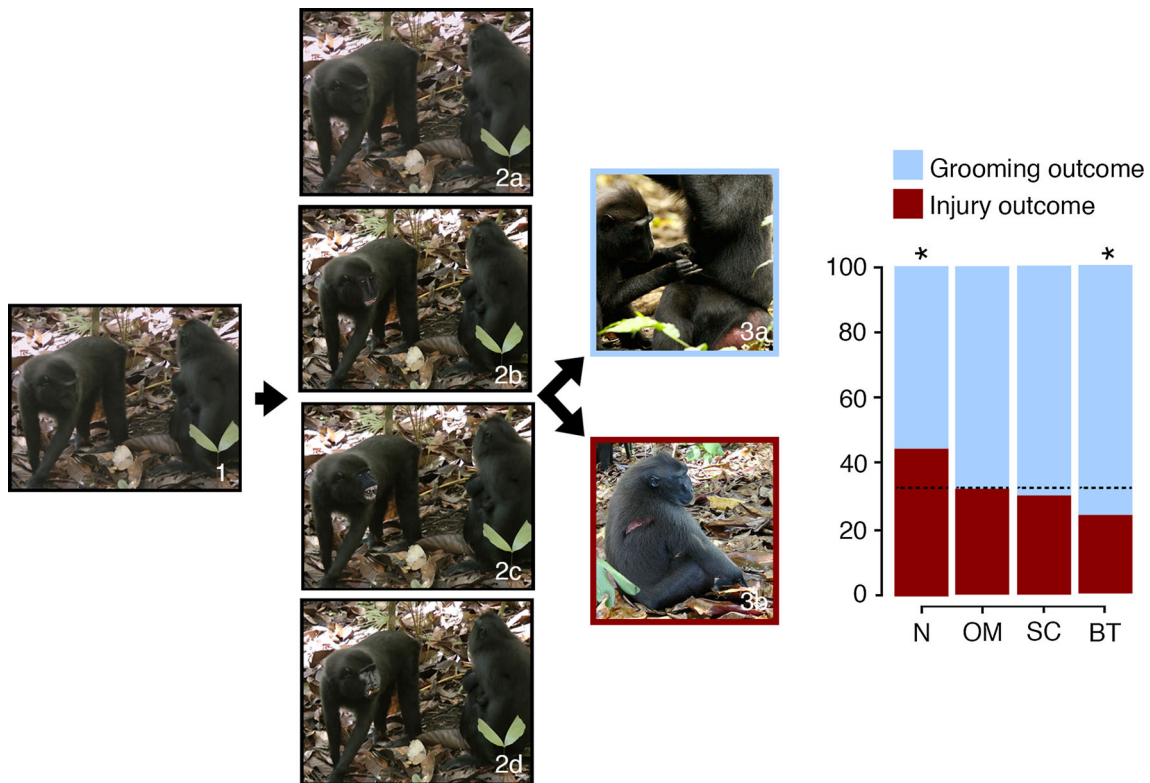 1
2a
2b
2c
2d
3a
3b
Grooming outcome
Injury outcome
* *
100
80
60
40
20
0
N OM SC BT